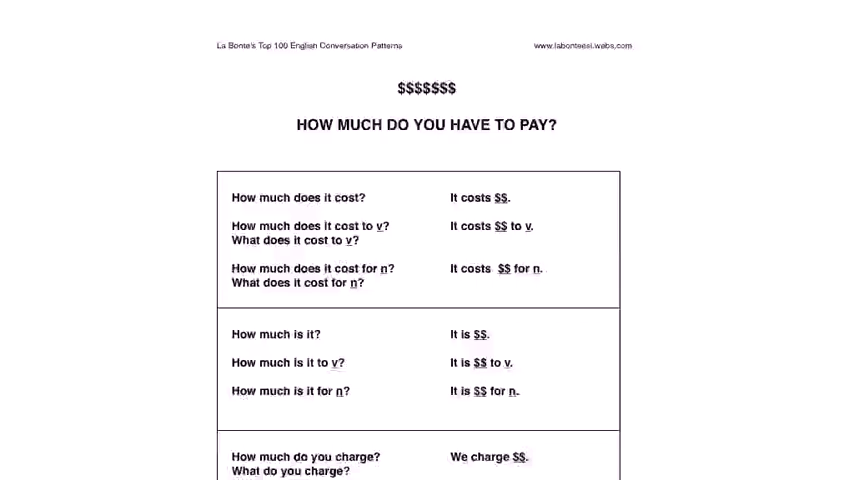 La Bonte's Top 100 English Conversation Patterns www.labonteesl.webs.com
$$$$$$$
HOW MUCH DO YOU HAVE TO PAY?
How much does it cost? It costs $$.
How much does it cost to v? It costs $$ to v.
What does it cost to v?
How much does it cost for n? It costs $$ for n.
What does it cost for n?
How much is it? It is $$.
How much is it to v? It is $$ to v.
How much is it for n? It is $$ for n.
How much do you charge? We charge $$.
What do you charge?